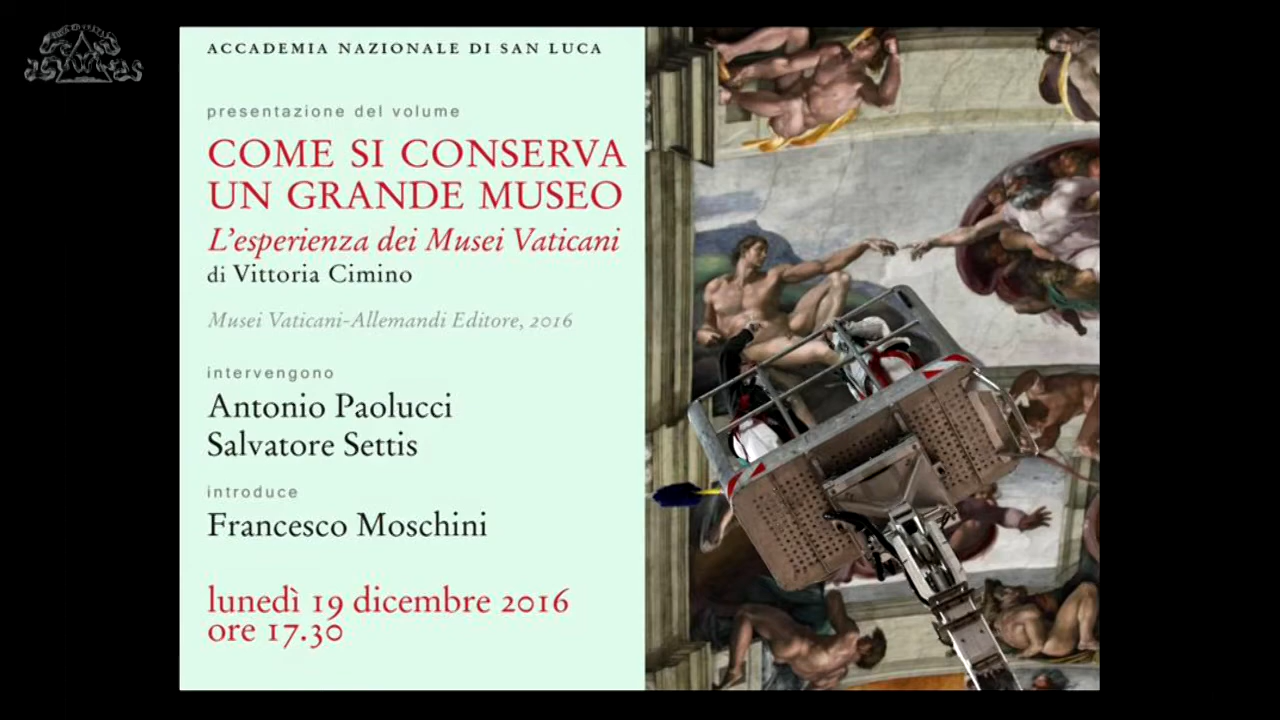 ACCADEMIA NAZIONALE DI SAN LUCA
presentazione del volume
COME SI CONSERVA
UN GRANDE MUSEO
L'esperienza dei Musei Vaticani
di Vittoria Cimino
Musei Vaticani-Allemandi Editore, 2016
intervengono
Antonio Paolucci
Salvatore Settis
introduce
Francesco Moschini
lunedì 19 dicembre 2016
ore 17.30